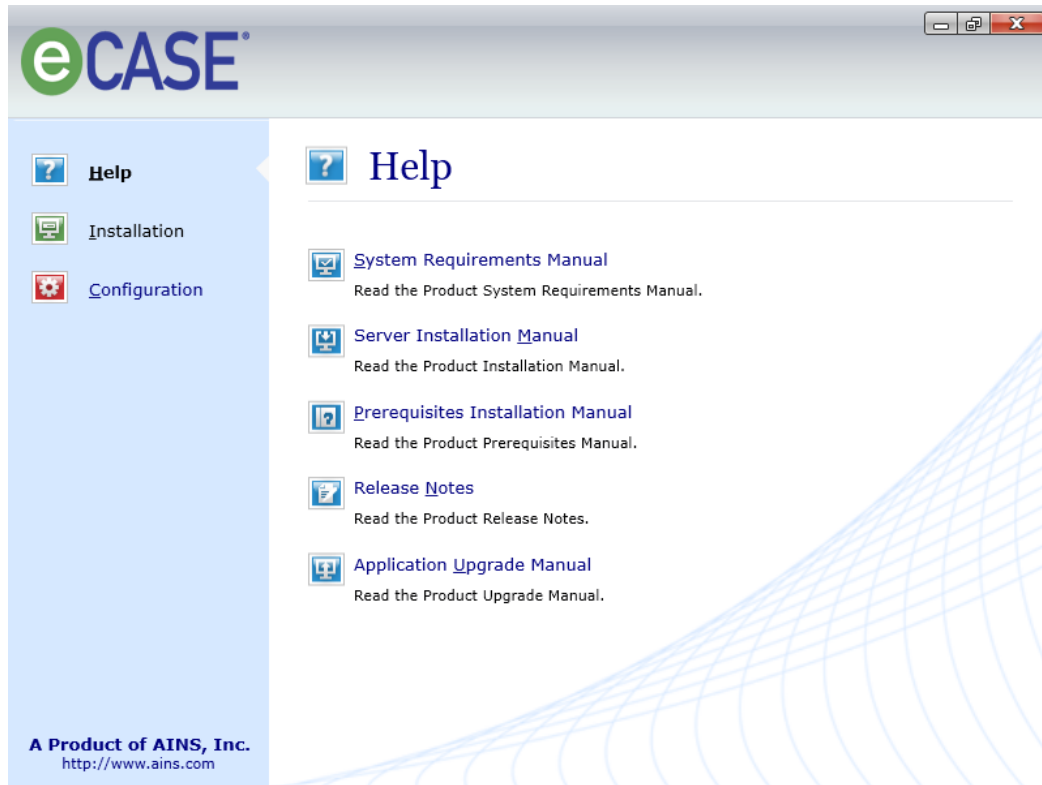 eCASE®
Help
Installation
Configuration
Help
System Requirements Manual
Read the Product System Requirements Manual.
Server Installation Manual
Read the Product Installation Manual.
Prerequisites Installation Manual
Read the Product Prerequisites Manual.
Release Notes
Read the Product Release Notes.
Application Upgrade Manual
Read the Product Upgrade Manual.
A Product of AINS, Inc.
http://www.ains.com